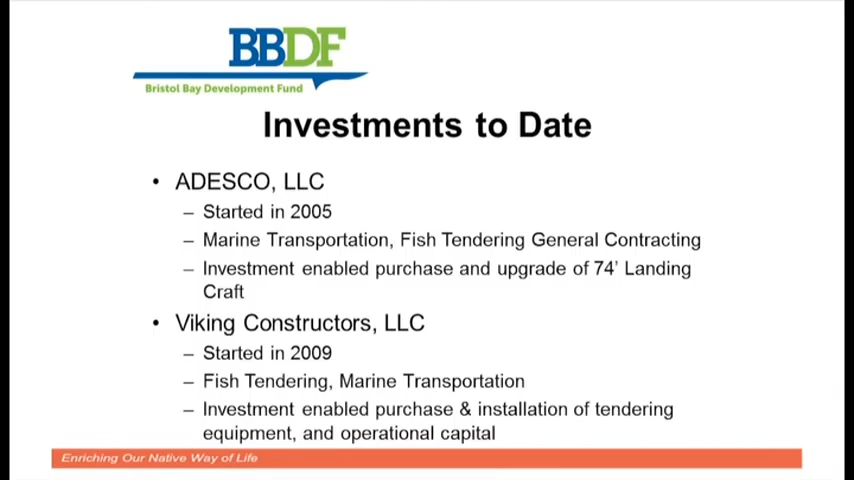 BBDF
Bristol Bay Development Fund
Investments to Date
• ADESCO, LLC
– Started in 2005
– Marine Transportation, Fish Tendering General Contracting
– Investment enabled purchase and upgrade of 74’ Landing
Craft
• Viking Constructors, LLC
– Started in 2009
– Fish Tendering, Marine Transportation
– Investment enabled purchase & installation of tendering
equipment, and operational capital
Enriching Our Native Way of Life